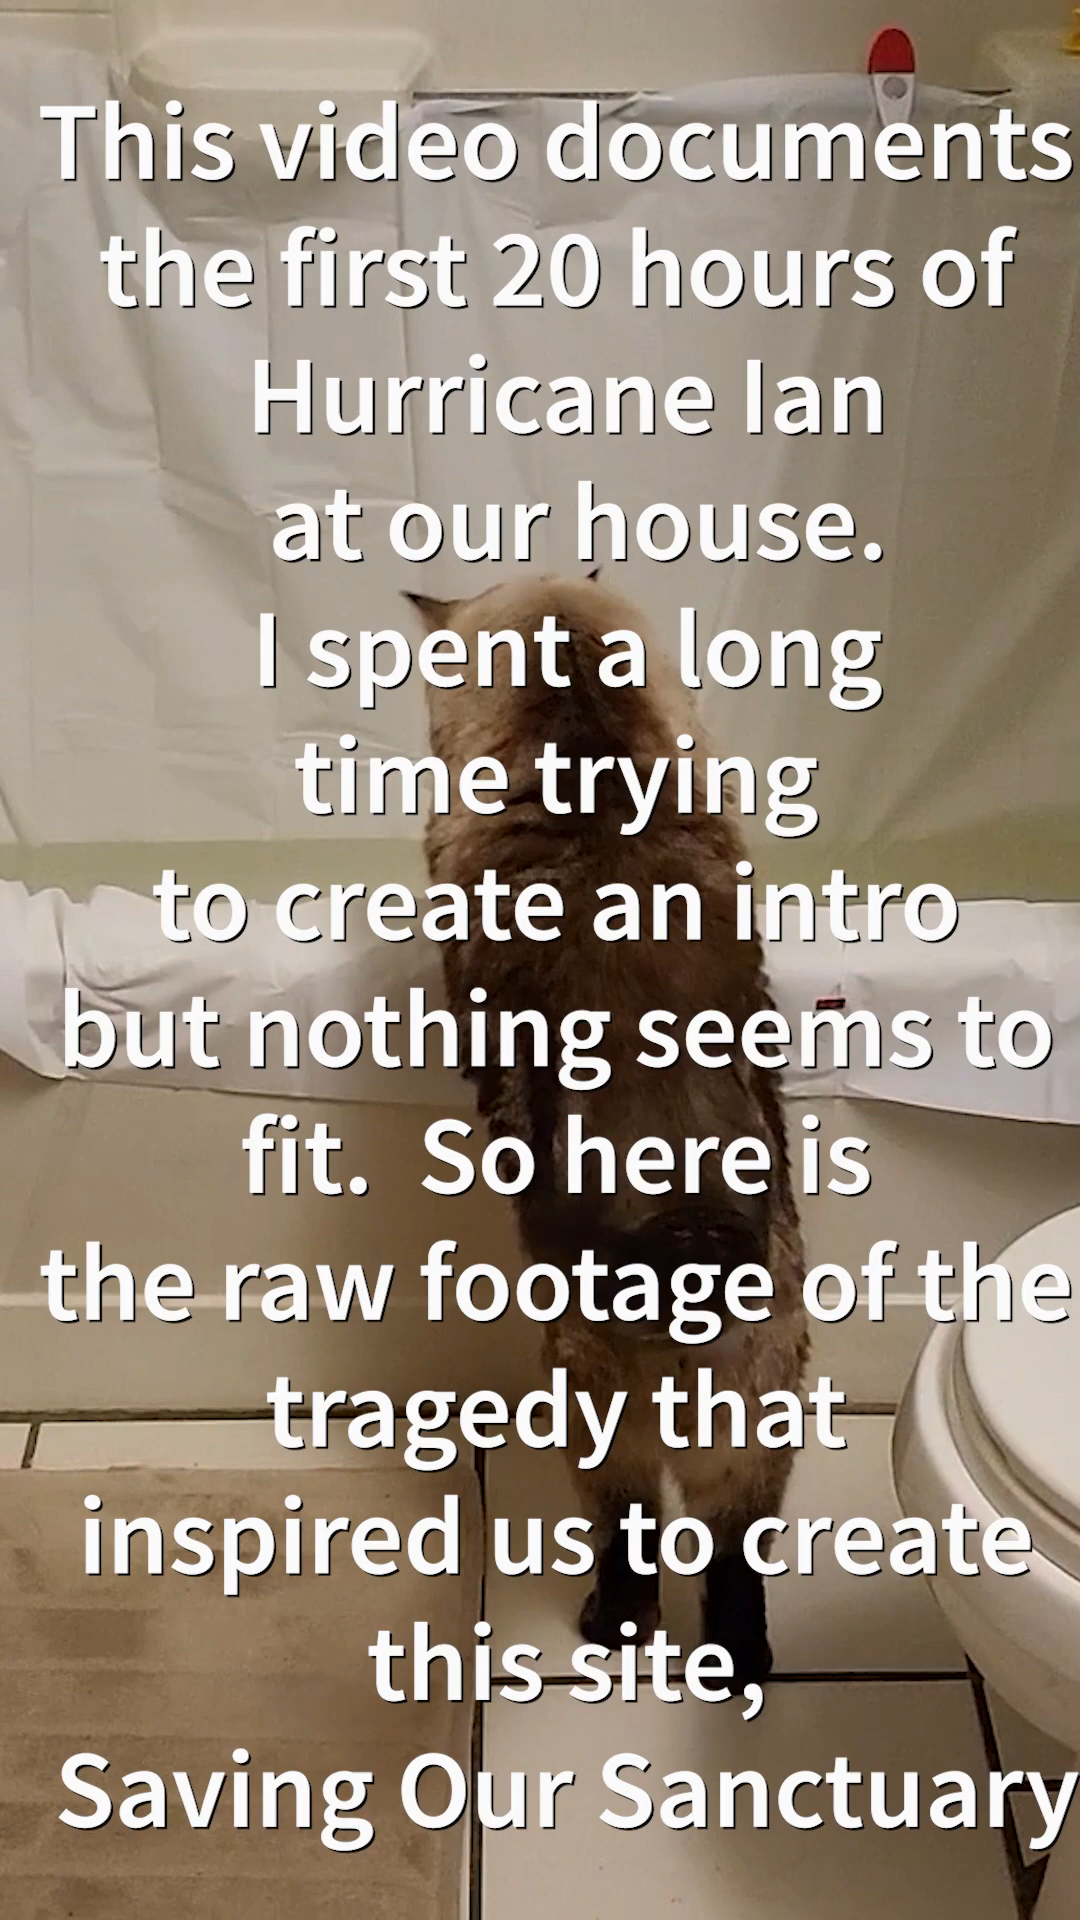 This video documents
the first 20 hours of
Hurricane Ian
at our house.
I spent a long
time trying
to create an intro
but nothing seems to
fit.  So here is
the raw footage of the
tragedy that
inspired us to create
this site,
Saving Our Sanctuary